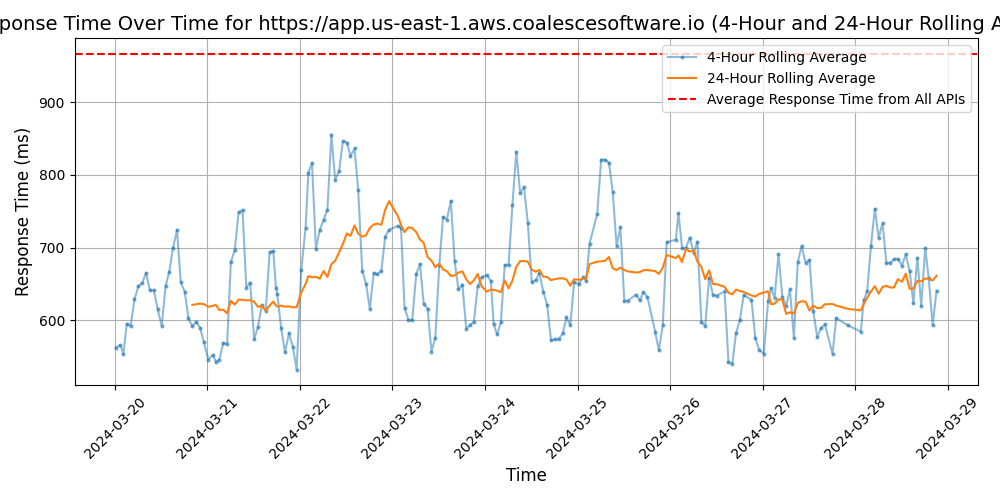 ponse Time Over Time for https://app.us-east-1.aws.coalescesoftware.io (4-Hour and 24-Hour Rolling A
4-Hour Rolling Average
24-Hour Rolling Average
Average Response Time from All APIs
Response Time (ms)
900
800
700
600
2024-03-20
2024-03-21
2024-03-22
2024-03-23
2024-03-24
2024-03-25
2024-03-26
2024-03-27
2024-03-28
2024-03-29
Time